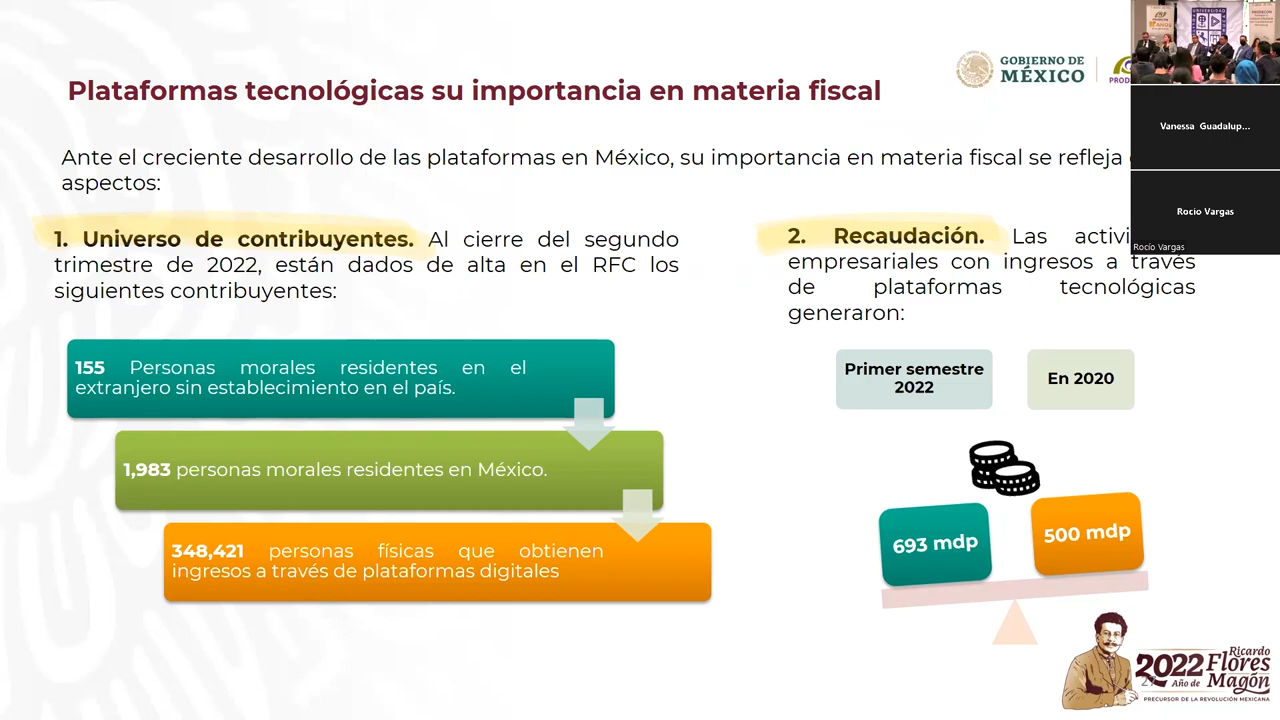 Plataformas tecnológicas su importancia en materia fiscal
GOBIERNO DE
MÉXICO
Ante el creciente desarrollo de las plataformas en México, su importancia en materia fiscal se refleja
aspectos:
1. Universo de contribuyentes. Al cierre del segundo
trimestre de 2022, están dados de alta en el RFC los
siguientes contribuyentes:
155 Personas morales residentes en el
extranjero sin establecimiento en el país.
1,983 personas morales residentes en México.
348,421 personas físicas que obtienen
ingresos a través de plataformas digitales
2. Recaudación. Las
empresariales con ingresos a través
de plataformas tecnológicas
generaron:
Primer semestre
2022
En 2020
693 mdp
500 mdp
Vanessa Guadalup...
Rocio Vargas
Rocío Vargas
2022 Ricardo
Flores
Año de Magón
PRECURSOR DE LA REVOLUCIÓN MEXICANA